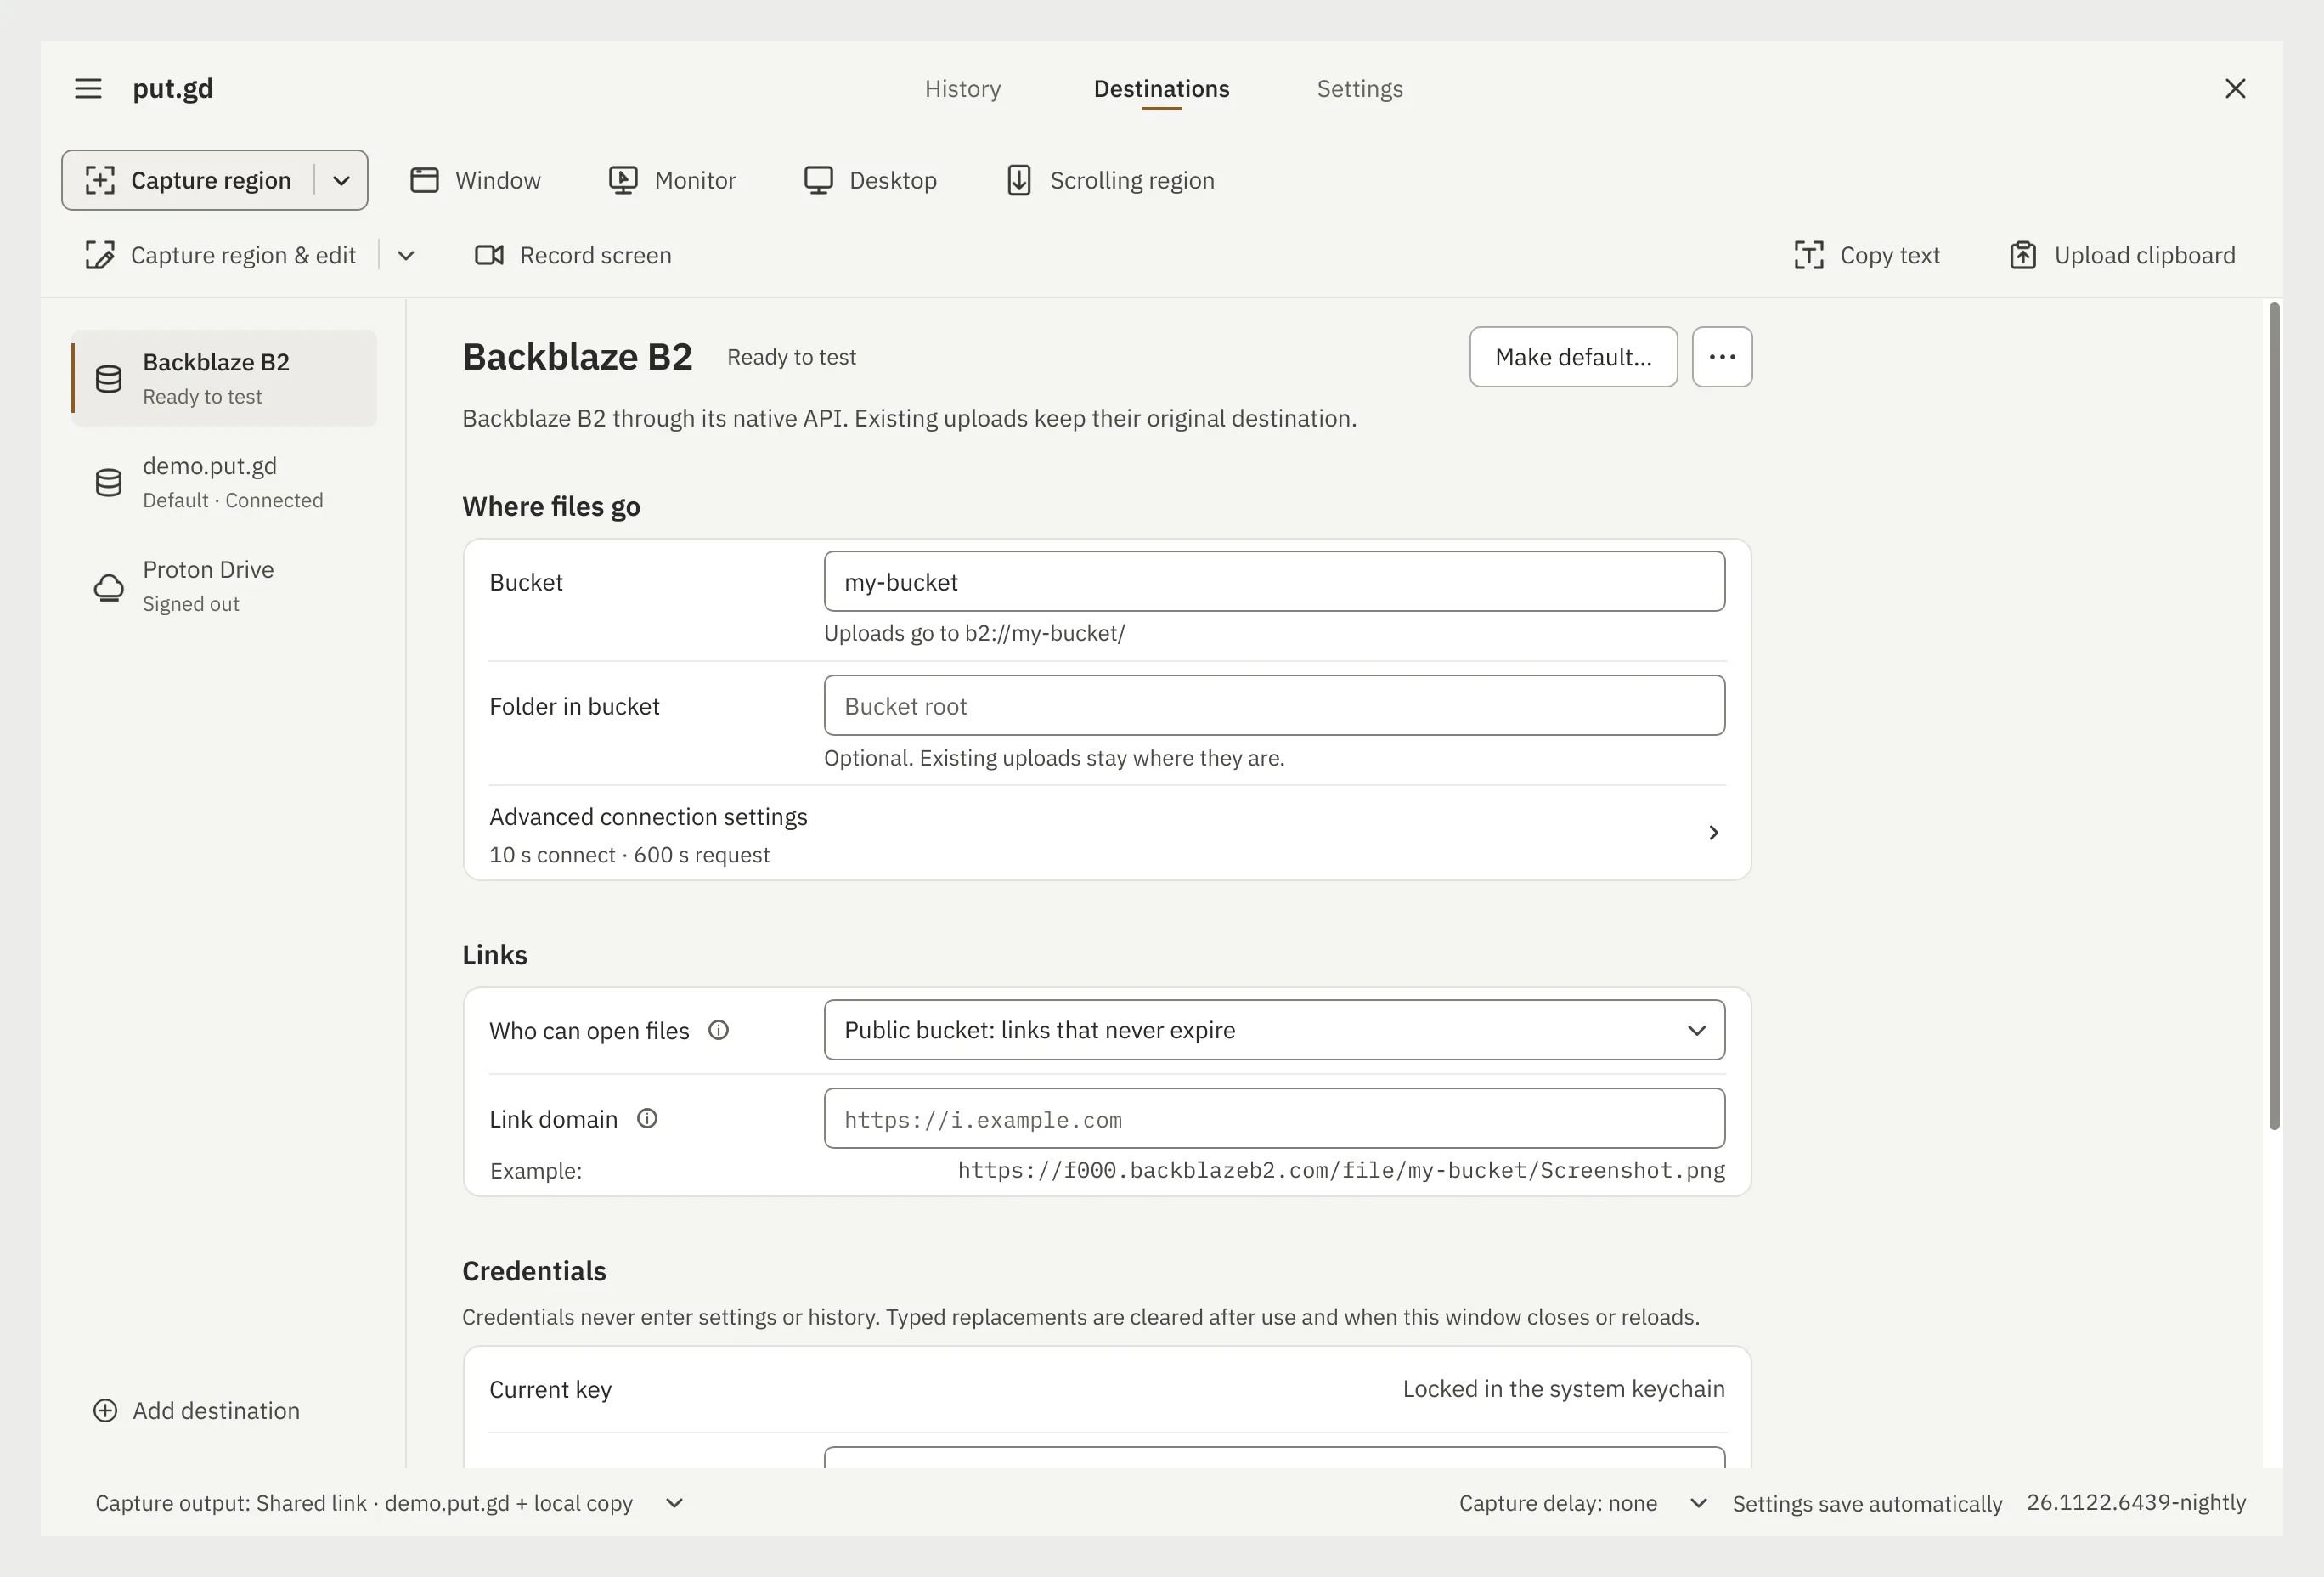 put.gd
History
Destinations
Settings
Capture region
Window
Monitor
Desktop
Scrolling region
Capture region & edit
Record screen
Copy text
Upload clipboard
Backblaze B2
Ready to test
demo.put.gd
Default · Connected
Proton Drive
Signed out
Add destination
Backblaze B2
Ready to test
Make default...
Backblaze B2 through its native API. Existing uploads keep their original destination.
Where files go
Bucket
my-bucket
Uploads go to b2://my-bucket/
Folder in bucket
Bucket root
Optional. Existing uploads stay where they are.
Advanced connection settings
10 s connect · 600 s request
Links
Who can open files
Public bucket: links that never expire
Link domain
https://i.example.com
Example:
https://f000.backblazeb2.com/file/my-bucket/Screenshot.png
Credentials
Credentials never enter settings or history. Typed replacements are cleared after use and when this window closes or reloads.
Current key
Locked in the system keychain
Capture output: Shared link · demo.put.gd + local copy
Capture delay: none
Settings save automatically
26.1122.6439-nightly